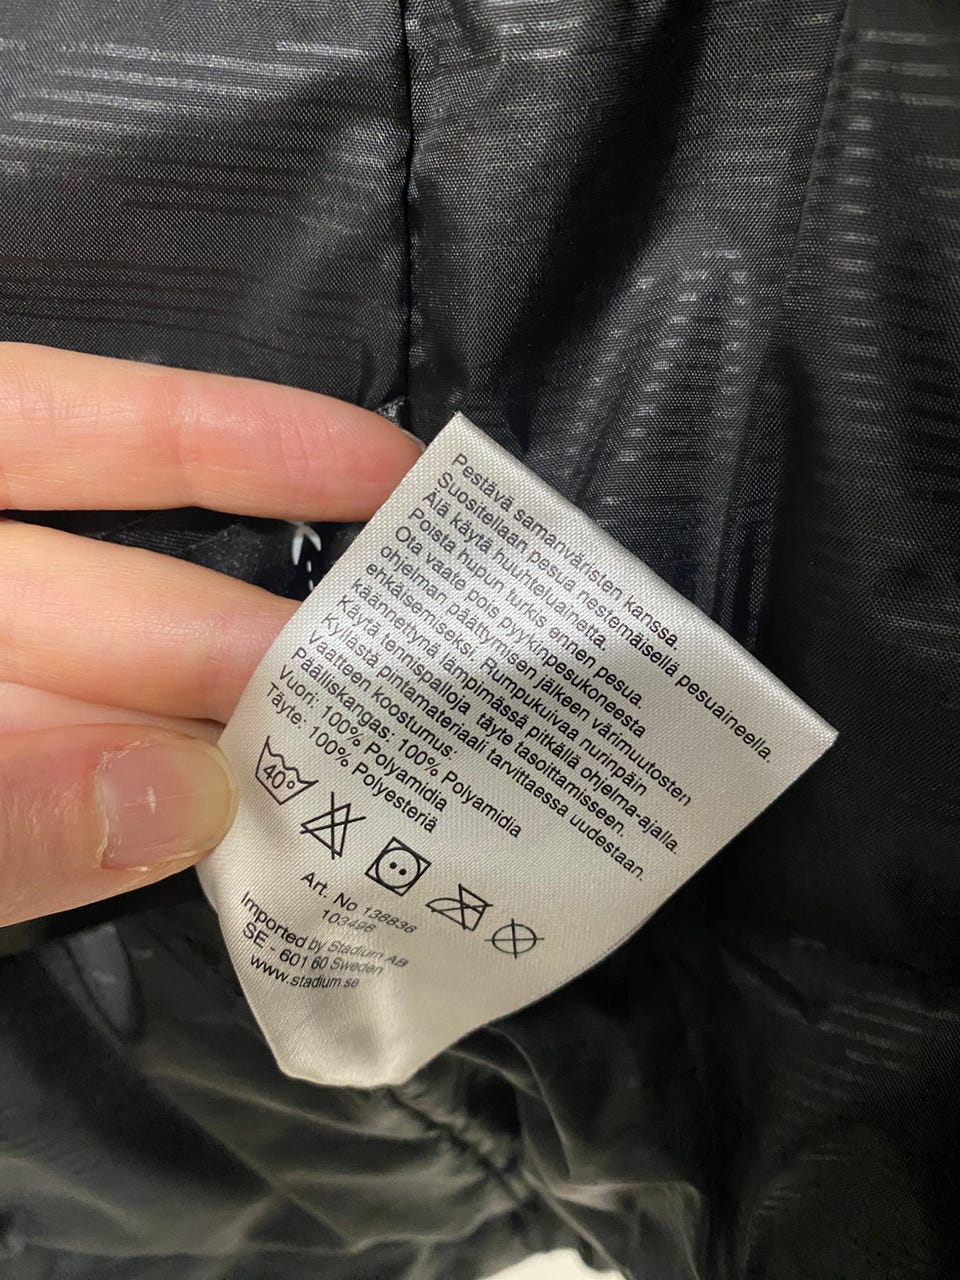 Pestävä samanväristen kanssa.
Suositellaan pesua nestemäisellä pesuaineella.
Älä käytä huuhteluainetta.
Poista hupun turkis ennen pesua.
Ota vaate pois pyykinpesukoneesta
ohjelman päättymisen jälkeen värimuutosten
ehkäisemiseksi. Rumpukuivaa nurinpäin
käännettynä lämpimässä pitkällä ohjelma-ajalla.
Käytä tennispalloja täyte tasoittamisseen.
Kyllästä pintamateriaali tarvittaessa uudestaan.
Vaatteen koostumus:
Päälliskangas: 100% Polyamidia
Vuori: 100% Polyamidia
Täyte: 100% Polyesteriä
40°
Art. No 136836
103496
Imported by Stadium AB
SE - 601 60 Sweden
www.stadium.se